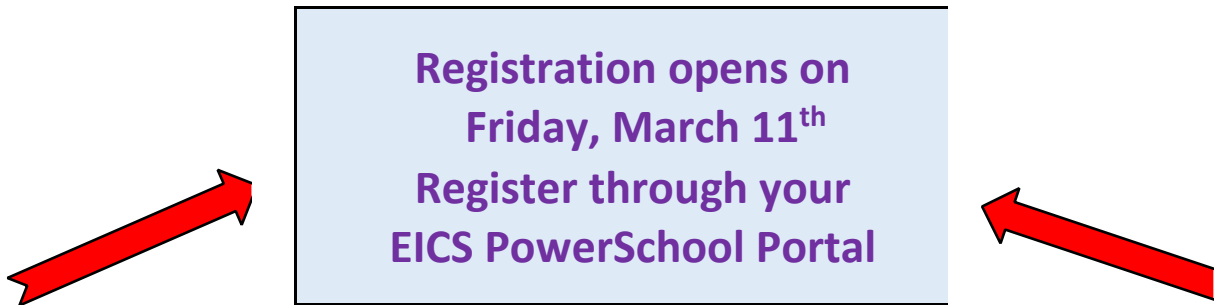 Registration opens on
Friday, March 11th
Register through your
EICS PowerSchool Portal